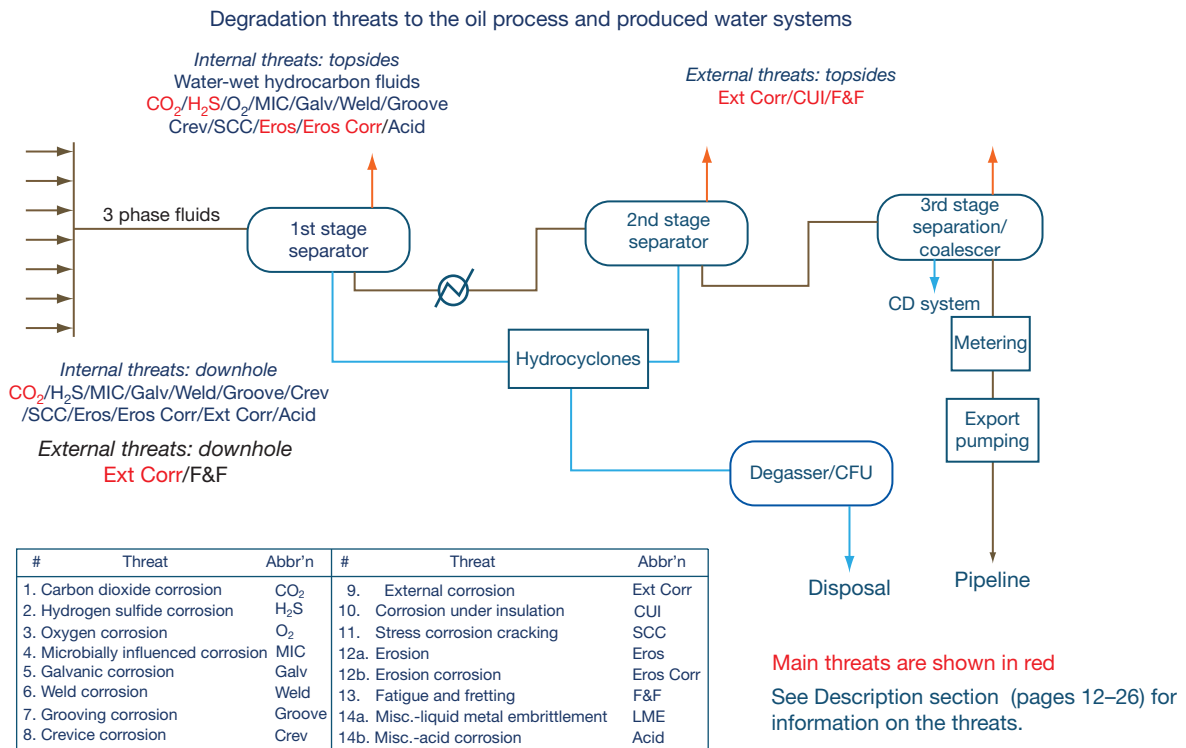 Degradation threats to the oil process and produced water systems
Internal threats: topsides
Water-wet hydrocarbon fluids
CO₂/H₂S/O₂/MIC/Galv/Weld/Groove
Crev/SCC/Eros/Eros Corr/Acid
External threats: topsides
Ext Corr/CUI/F&F
3 phase fluids
1st stage
separator
2nd stage
separator
3rd stage
separation/
coalescer
CD system
Hydrocyclones
Metering
Export
pumping
Degasser/CFU
Disposal
Pipeline
Internal threats: downhole
CO₂/H₂S/MIC/Galv/Weld/Groove/Crev
/SCC/Eros/Eros Corr/Ext Corr/Acid
External threats: downhole
Ext Corr/F&F
# Threat Abbr'n # Threat Abbr'n
1. Carbon dioxide corrosion CO₂ 9. External corrosion Ext Corr
2. Hydrogen sulfide corrosion H₂S 10. Corrosion under insulation CUI
3. Oxygen corrosion O₂ 11. Stress corrosion cracking SCC
4. Microbially influenced corrosion MIC 12a. Erosion Eros
5. Galvanic corrosion Galv 12b. Erosion corrosion Eros Corr
6. Weld corrosion Weld 13. Fatigue and fretting F&F
7. Grooving corrosion Groove 14a. Misc.-liquid metal embrittlement LME
8. Crevice corrosion Crev 14b. Misc.-acid corrosion Acid
Main threats are shown in red
See Description section (pages 12–26) for
information on the threats.